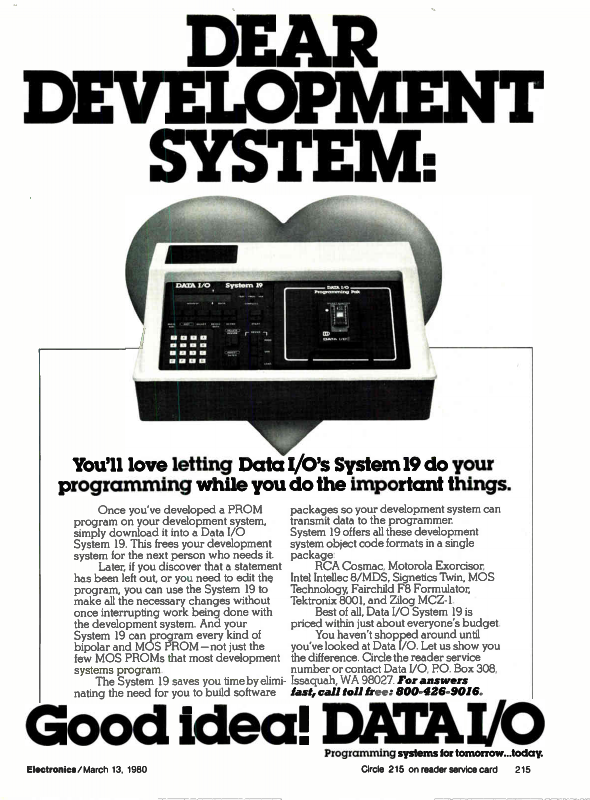 DEAR
DEVELOPMENT
SYSTEM:
DATA I/O System 19
DATA I/O
Programming Pak
DATA I/O
You'll love letting Data I/O's System 19 do your
programming while you do the important things.
Once you've developed a PROM
program on your development system,
simply download it into a Data I/O
System 19. This frees your development
system for the next person who needs it.
Later, if you discover that a statement
has been left out, or you need to edit the
program, you can use the System 19 to
make all the necessary changes without
once interrupting work being done with
the development system. And your
System 19 can program every kind of
bipolar and MOS PROM—not just the
few MOS PROMs that most development
systems program.
The System 19 saves you time by elimi-
nating the need for you to build software
packages so your development system can
transmit data to the programmer.
System 19 offers all these development
system object code formats in a single
package:
RCA Cosmac, Motorola Exorcisor,
Intel Intellec 8/MDS, Signetics Twin, MOS
Technology, Fairchild F8 Formulator,
Tektronix 8001, and Zilog MCZ-1.
Best of all, Data I/O System 19 is
priced within just about everyone's budget.
You haven't shopped around until
you've looked at Data I/O. Let us show you
the difference. Circle the reader service
number or contact Data I/O, P.O. Box 308,
Issaquah, WA 98027. For answers
fast, call toll free: 800-426-9016.
Good idea! DATA I/O
Programming systems for tomorrow...today.
Electronics/March 13, 1980
Circle 215 on reader service card 215